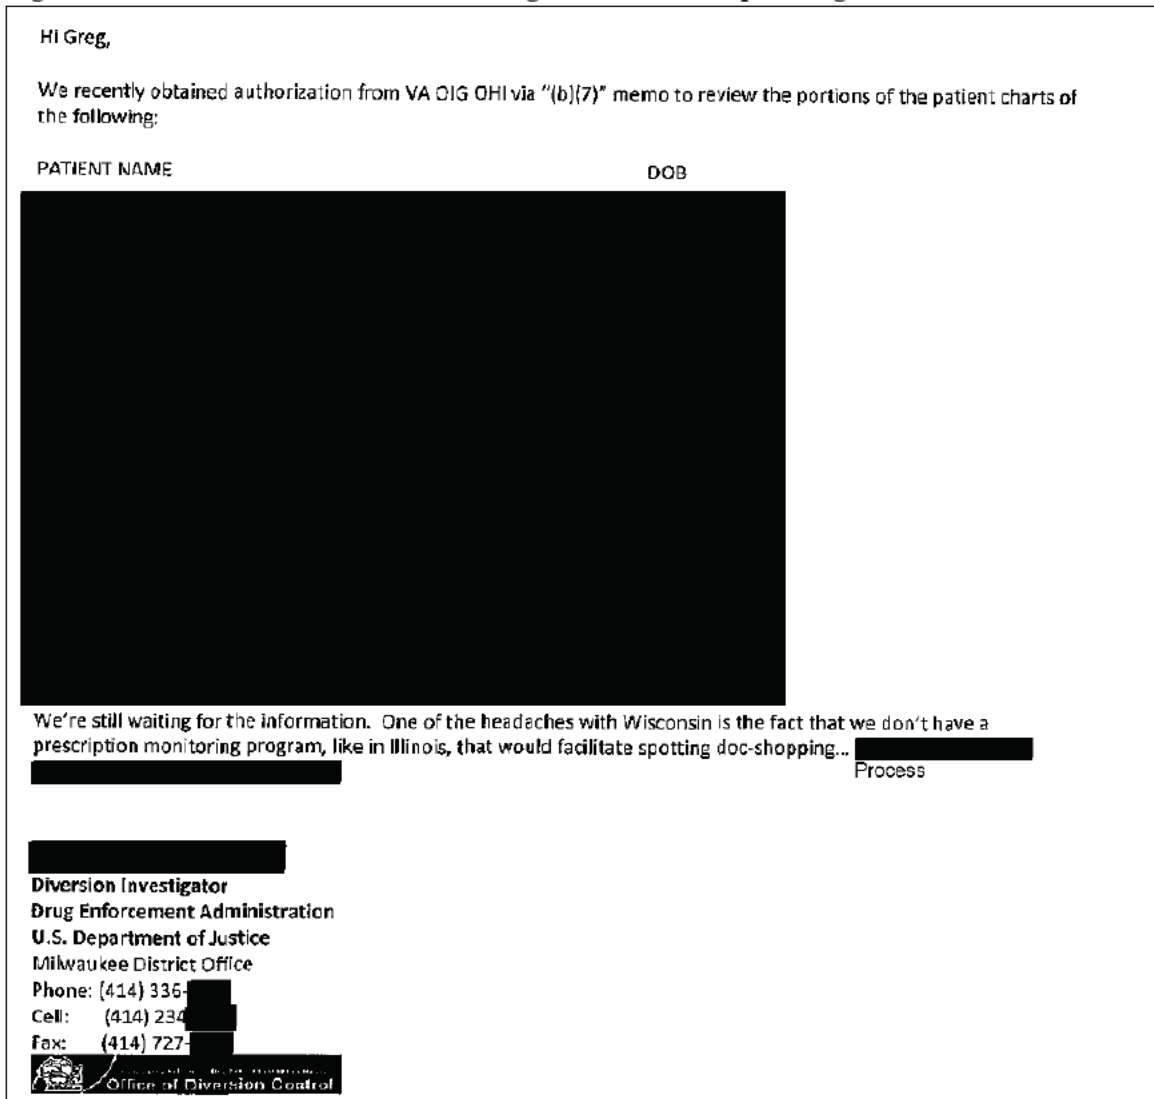 Hi Greg,
We recently obtained authorization from VA OIG OHI via "(b)(7)" memo to review the portions of the patient charts of
the following:
PATIENT NAME DOB
We're still waiting for the information. One of the headaches with Wisconsin is the fact that we don't have a
prescription monitoring program, like in Illinois, that would facilitate spotting doc-shopping...
Process
Diversion Investigator
Drug Enforcement Administration
U.S. Department of Justice
Milwaukee District Office
Phone: (414) 336-
Cell: (414) 234
Fax: (414) 727-
Office of Diversion Control